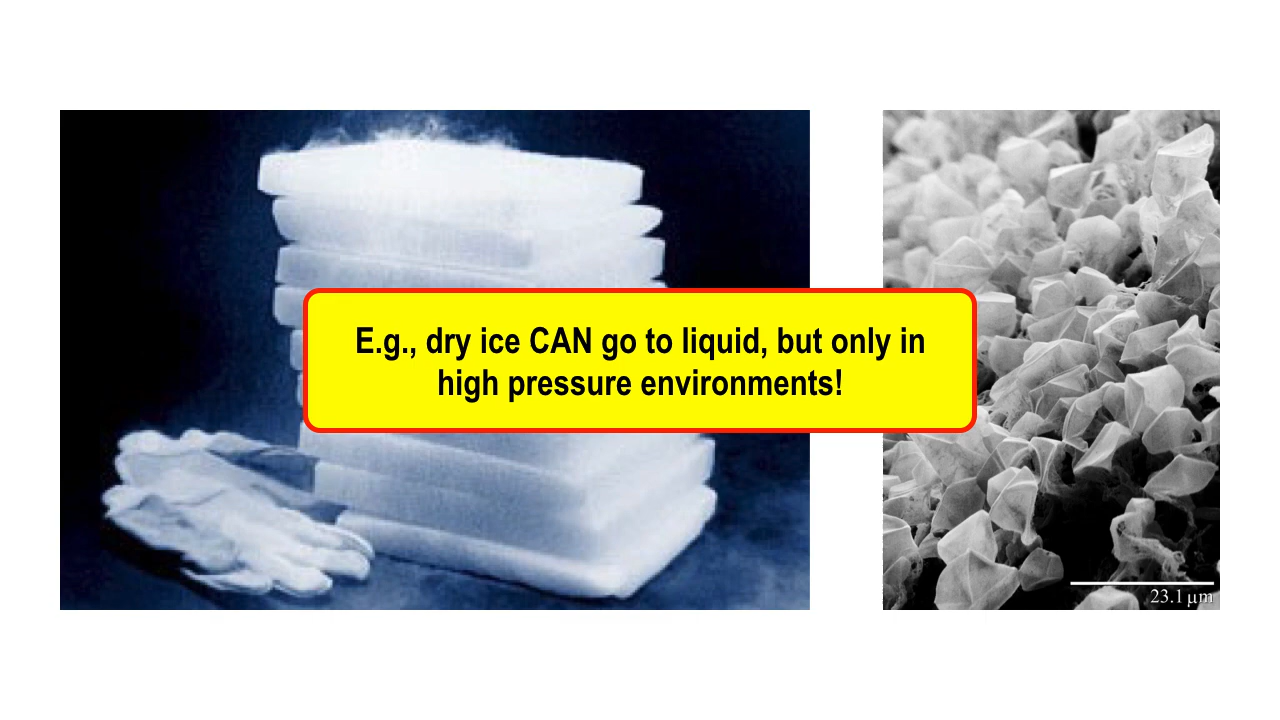 E.g., dry ice CAN go to liquid, but only in
high pressure environments!
23.1 µm